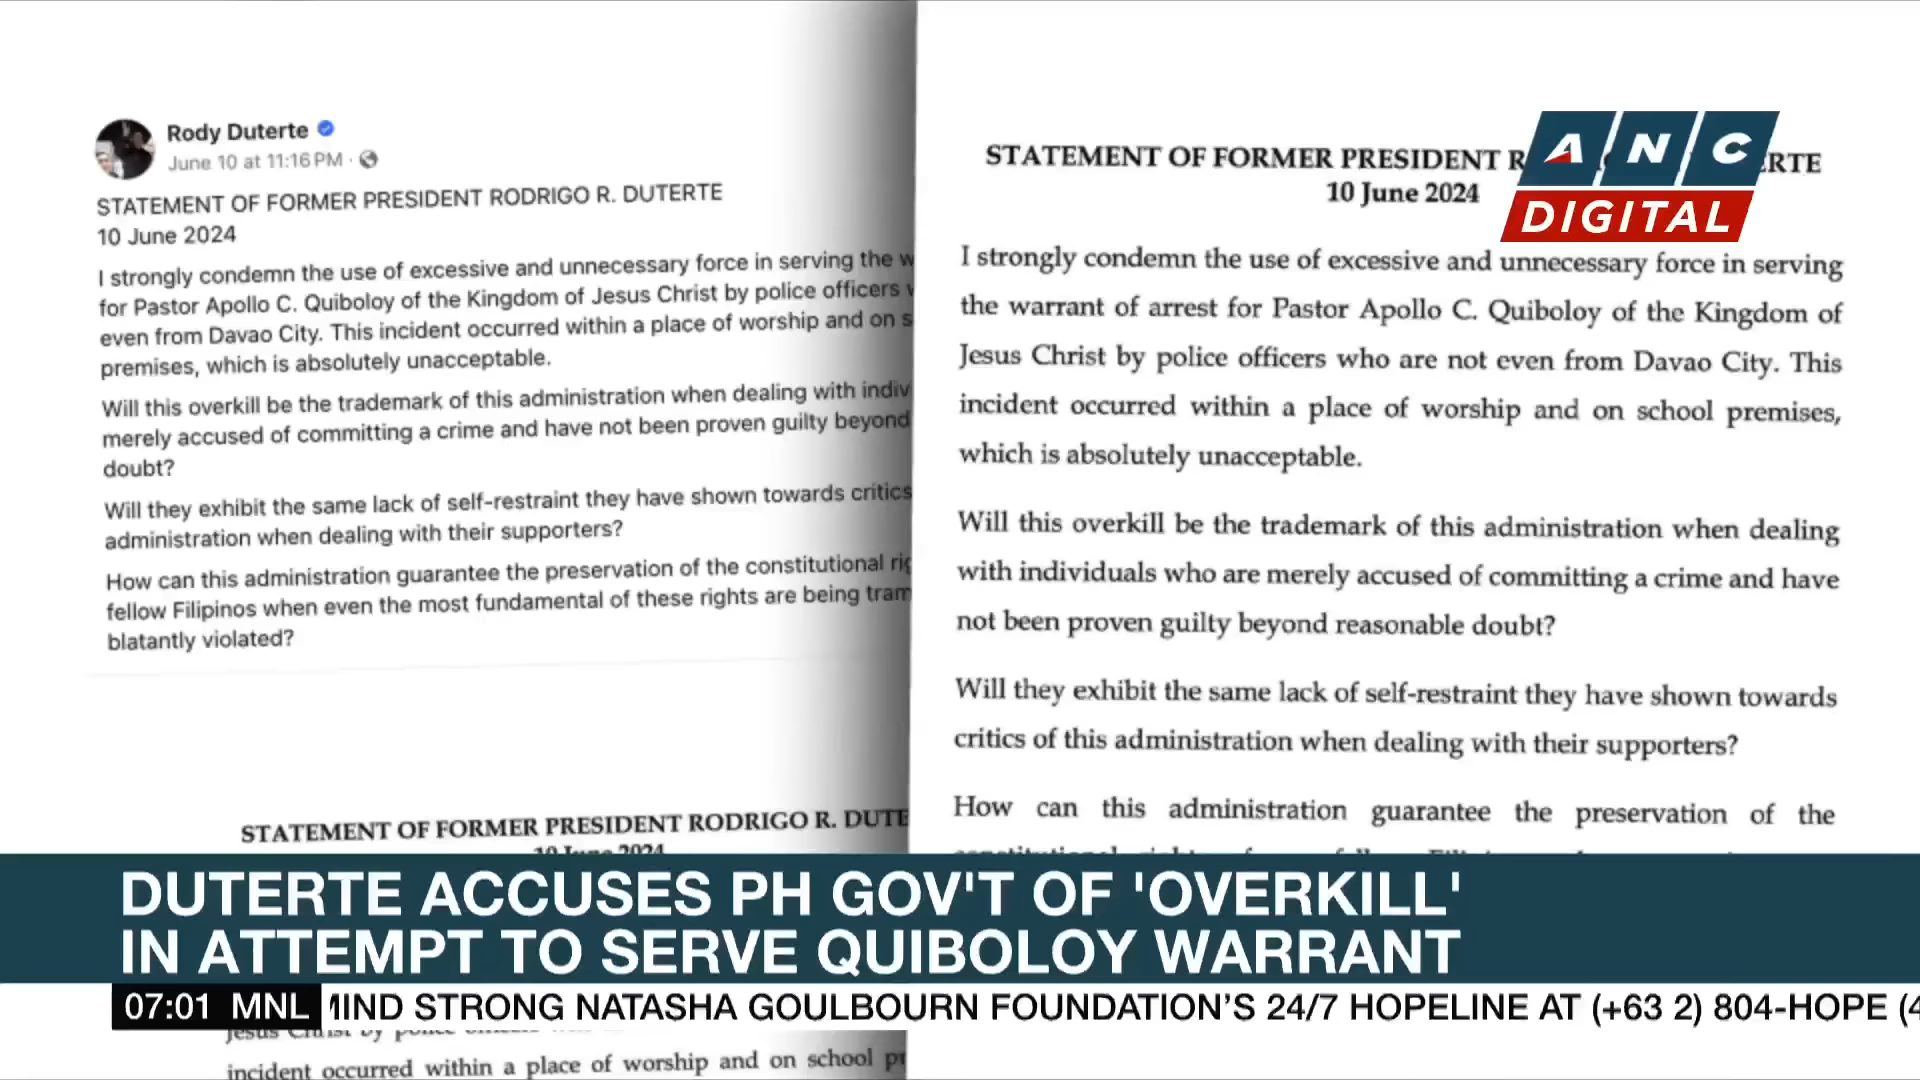 Rody Duterte
June 10 at 11:16 PM ·
STATEMENT OF FORMER PRESIDENT RODRIGO R. DUTERTE
10 June 2024
I strongly condemn the use of excessive and unnecessary force in serving the
for Pastor Apollo C. Quiboloy of the Kingdom of Jesus Christ by police officers
even from Davao City. This incident occurred within a place of worship and on
premises, which is absolutely unacceptable.
Will this overkill be the trademark of this administration when dealing with
merely accused of committing a crime and have not been proven guilty beyond
doubt?
Will they exhibit the same lack of self-restraint they have shown towards critics
administration when dealing with their supporters?
How can this administration guarantee the preservation of the constitutional
fellow Filipinos when even the most fundamental of these rights are being
blatantly violated?
STATEMENT OF FORMER PRESIDENT RODRIGO R. DUTE
10 June 2024
STATEMENT OF FORMER PRESIDENT R ERTE
10 June 2024
I strongly condemn the use of excessive and unnecessary force in serving
the warrant of arrest for Pastor Apollo C. Quiboloy of the Kingdom of
Jesus Christ by police officers who are not even from Davao City. This
incident occurred within a place of worship and on school premises,
which is absolutely unacceptable.
Will this overkill be the trademark of this administration when dealing
with individuals who are merely accused of committing a crime and have
not been proven guilty beyond reasonable doubt?
Will they exhibit the same lack of self-restraint they have shown towards
critics of this administration when dealing with their supporters?
How can this administration guarantee the preservation of the
ANC
DIGITAL
DUTERTE ACCUSES PH GOV'T OF 'OVERKILL'
IN ATTEMPT TO SERVE QUIBOLOY WARRANT
07:01 MNL MIND STRONG NATASHA GOULBOURN FOUNDATION'S 24/7 HOPELINE AT (+63 2) 804-HOPE (4
Jesus Christ by police
incident occurred within a place of worship and on school